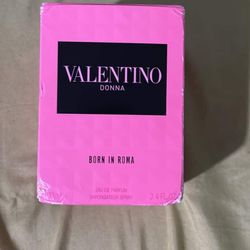 VALENTINO
DONNA
BORN IN ROMA
EAU DE PARFUM
VAPORISATEUR SPRAY
3.4 FL.OZ